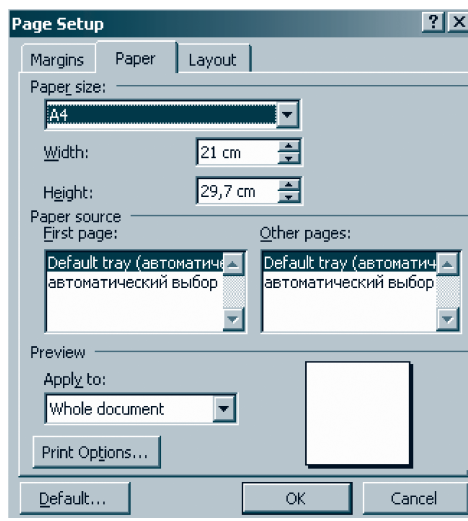 Page Setup
Margins Paper Layout
Paper size:
A4
Width: 21 cm
Height: 29,7 cm
Paper source
First page: Other pages:
Default tray (автоматиче Default tray (автоматич
автоматический выбор автоматический выбор
Preview
Apply to:
Whole document
Print Options...
Default... OK Cancel